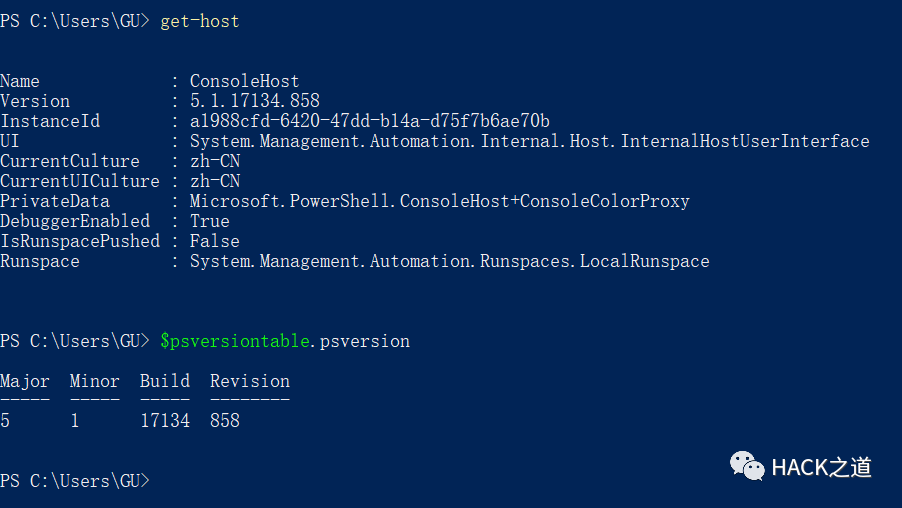 PS C:\Users\GU> get-host
Name                 : ConsoleHost
Version              : 5.1.17134.858
InstanceId           : a1988cfd-6420-47dd-b14a-d75f7b6ae70b
UI                   : System.Management.Automation.Internal.Host.InternalHostUserInterface
CurrentCulture       : zh-CN
CurrentUICulture     : zh-CN
PrivateData          : Microsoft.PowerShell.ConsoleHost+ConsoleColorProxy
DebuggerEnabled      : True
IsRunspacePushed     : False
Runspace             : System.Management.Automation.Runspaces.LocalRunspace
PS C:\Users\GU> $psversiontable.psversion
Major  Minor  Build  Revision
-----  -----  -----  --------
5      1      17134  858
PS C:\Users\GU>
HACK之道